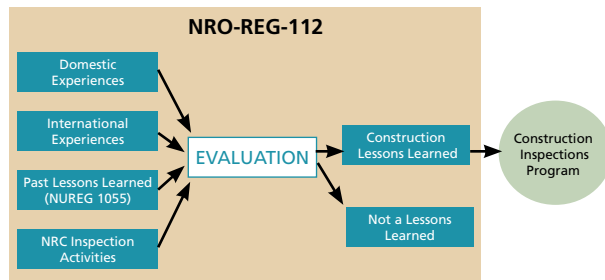 NRO-REG-112
Domestic
Experiences
International
Experiences
Past Lessons Learned
(NUREG 1055)
NRC Inspection
Activities
EVALUATION
Construction
Lessons Learned
Not a Lessons
Learned
Construction
Inspections
Program